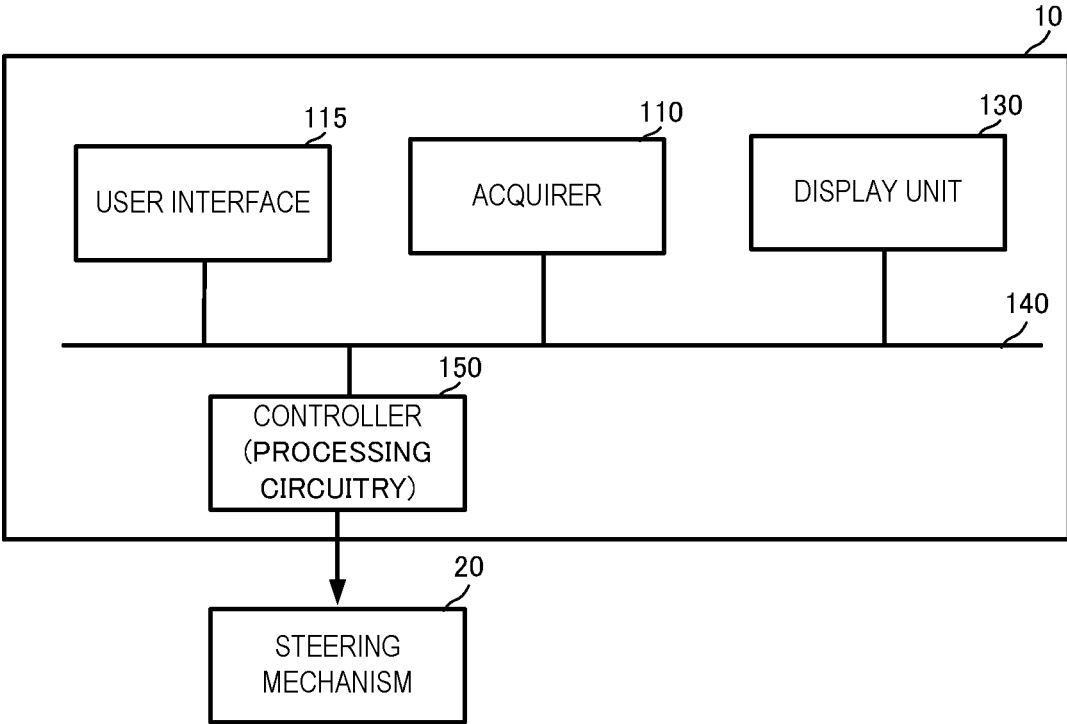 10
115
110
130
USER INTERFACE
ACQUIRER
DISPLAY UNIT
140
150
CONTROLLER
(PROCESSING
CIRCUITRY)
20
STEERING
MECHANISM